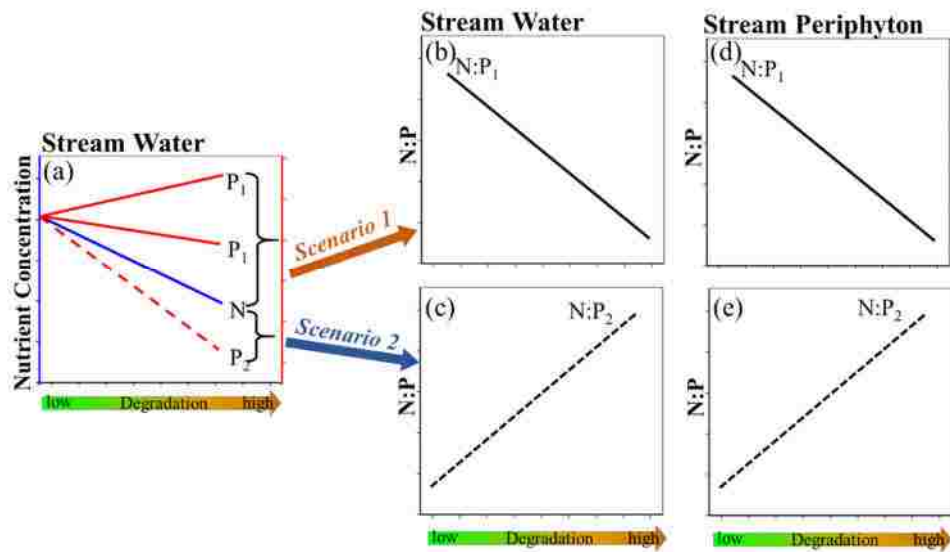 Stream Water
(a)
Nutrient Concentration
P₁
P₁
N
P₂
low Degradation high
Scenario 1
Scenario 2
Stream Water
(b)
N:P₁
N:P
(c)
N:P₂
N:P
low Degradation high
Stream Periphyton
(d)
N:P₁
N:P
(e)
N:P₂
N:P
low Degradation high